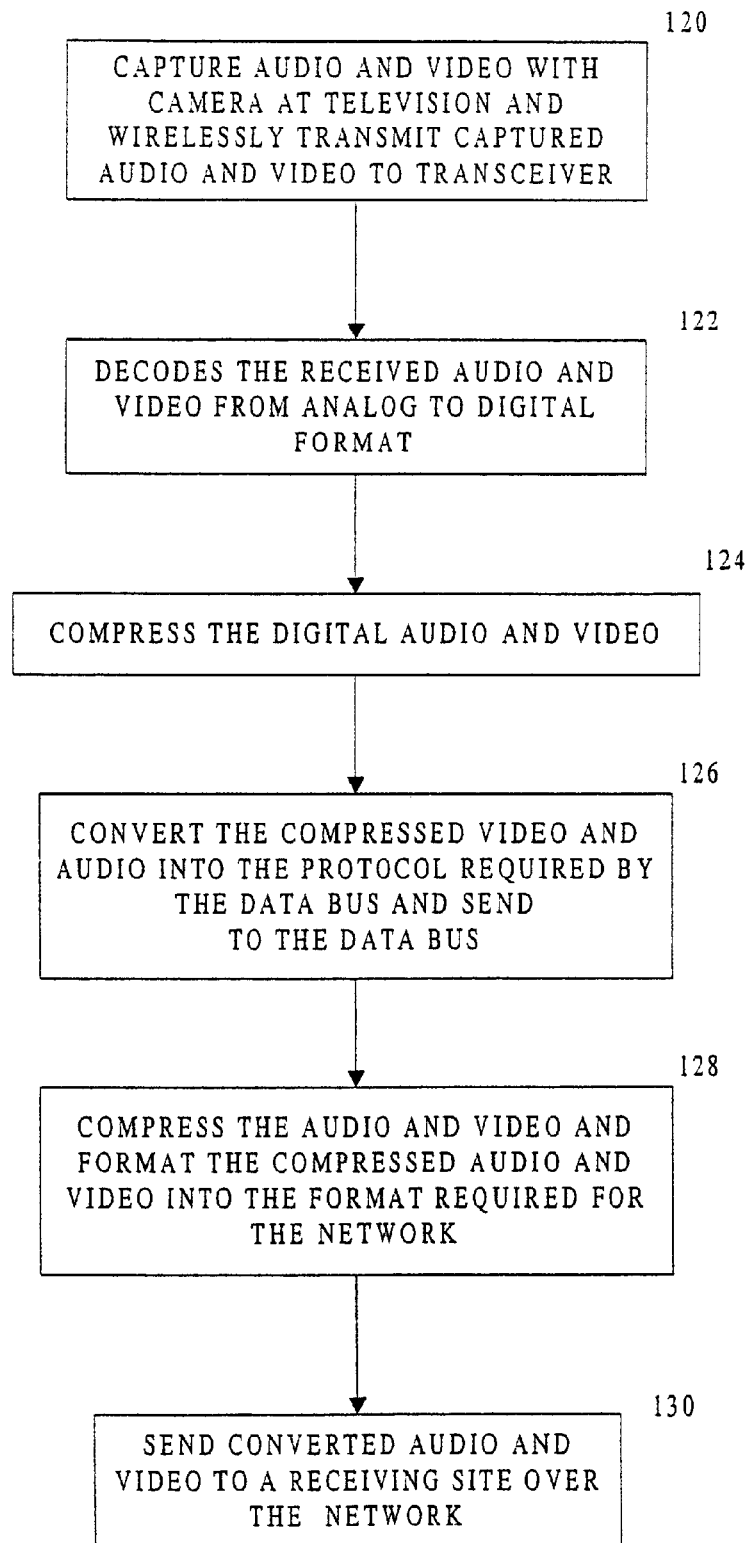 120
CAPTURE AUDIO AND VIDEO WITH
CAMERA AT TELEVISION AND
WIRELESSLY TRANSMIT CAPTURED
AUDIO AND VIDEO TO TRANSCEIVER
122
DECODES THE RECEIVED AUDIO AND
VIDEO FROM ANALOG TO DIGITAL
FORMAT
124
COMPRESS THE DIGITAL AUDIO AND VIDEO
126
CONVERT THE COMPRESSED VIDEO AND
AUDIO INTO THE PROTOCOL REQUIRED BY
THE DATA BUS AND SEND
TO THE DATA BUS
128
COMPRESS THE AUDIO AND VIDEO AND
FORMAT THE COMPRESSED AUDIO AND
VIDEO INTO THE FORMAT REQUIRED FOR
THE NETWORK
130
SEND CONVERTED AUDIO AND
VIDEO TO A RECEIVING SITE OVER
THE NETWORK